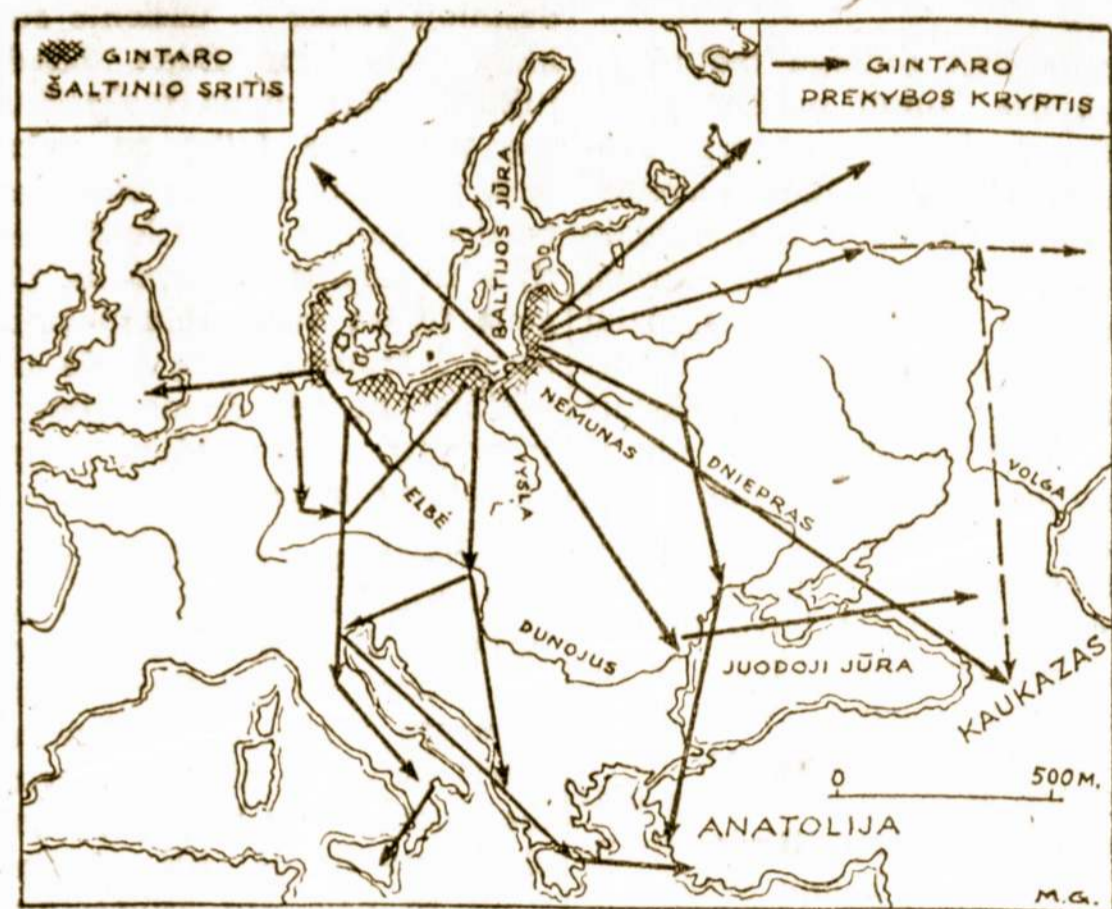 GINTARO
ŠALTINIO SRITIS
GINTARO
PREKYBOS KRYPTIS
BALTIJOS JŪRA
NEMUNAS
VYSLA
ELBĖ
DNIEPRAS
VOLGA
DUNOJUS
JUODOJI JŪRA
KAUKAZAS
0 500 M.
ANATOLIJA
M.G.